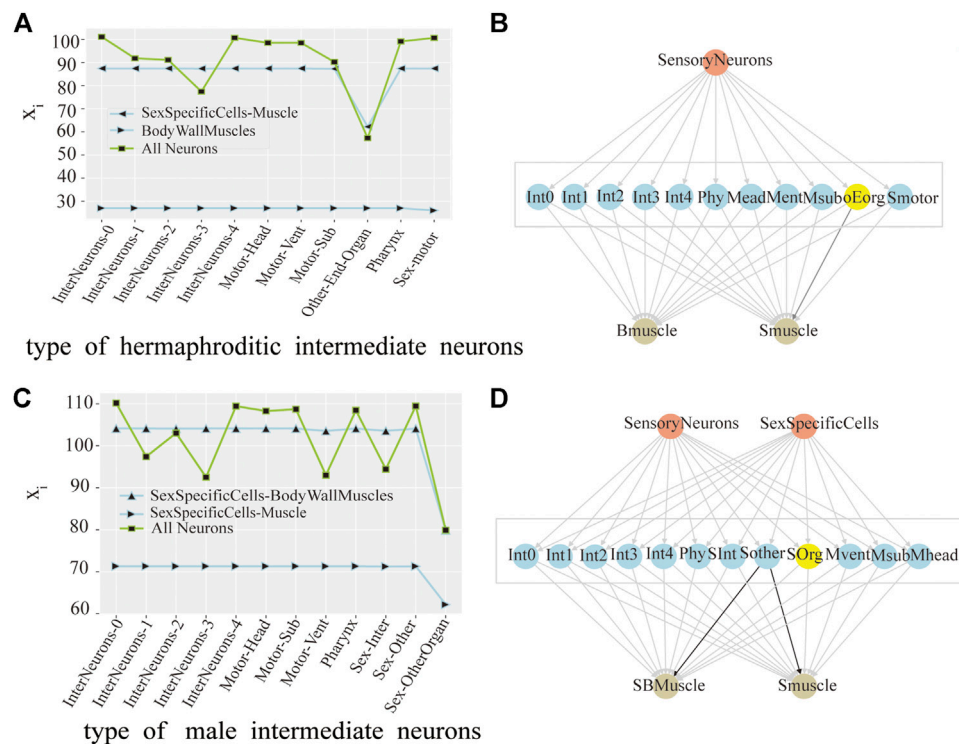 A
100
90
80
70
60
50
30
x_i
SexSpecificCells-Muscle
BodyWallMuscles
All Neurons
InterNeurons-0
InterNeurons-1
InterNeurons-2
InterNeurons-3
InterNeurons-4
Motor-Head
Motor-Vent
Motor-Sub
Other-End-Organ
Pharynx
Sex-motor
type of hermaphroditic intermediate neurons
B
SensoryNeurons
Int0 Int1 Int2 Int3 Int4 Phy Mead Ment Msub oEorg Smotor
Bmuscle Smuscle
C
110
100
90
80
70
60
x_i
SexSpecificCells-BodyWallMuscles
SexSpecificCells-Muscle
All Neurons
InterNeurons-0
InterNeurons-1
InterNeurons-2
InterNeurons-3
InterNeurons-4
Motor-Head
Motor-Sub
Motor-Vent
Pharynx
Sex-Inter
Sex-Other
Sex-OtherOrgan
type of male intermediate neurons
D
SensoryNeurons SexSpecificCells
Int0 Int1 Int2 Int3 Int4 Phy SInt Sother SOrg Mvent Msub Mhead
SBMuscle Smuscle